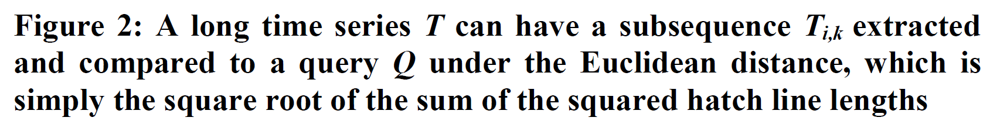 Figure 2: A long time series T can have a subsequence Ti,k extracted
and compared to a query Q under the Euclidean distance, which is
simply the square root of the sum of the squared hatch line lengths